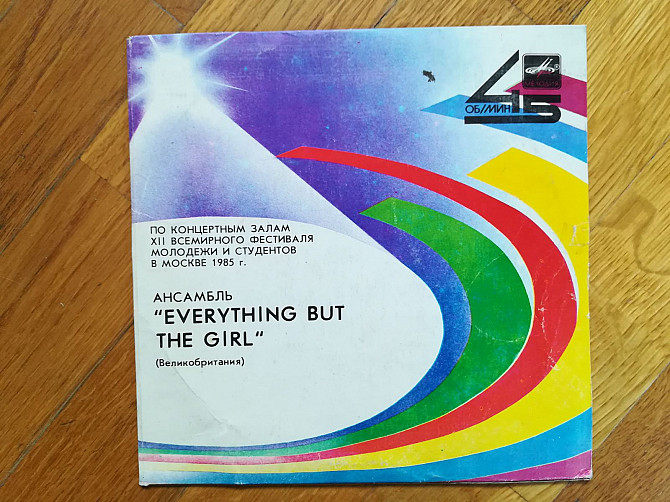 45
ОБ/МИН
МЕЛОДИЯ
ПО КОНЦЕРТНЫМ ЗАЛАМ
XII ВСЕМИРНОГО ФЕСТИВАЛЯ
МОЛОДЕЖИ И СТУДЕНТОВ
В МОСКВЕ 1985 г.
АНСАМБЛЬ
"EVERYTHING BUT
THE GIRL"
(Великобритания)